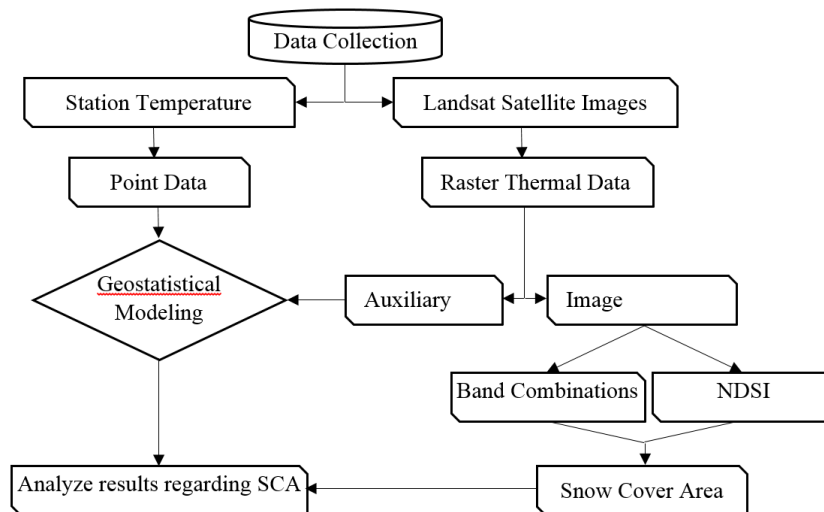 Data Collection
Station Temperature
Landsat Satellite Images
Point Data
Raster Thermal Data
Geostatistical
Modeling
Auxiliary
Image
Band Combinations
NDSI
Analyze results regarding SCA
Snow Cover Area